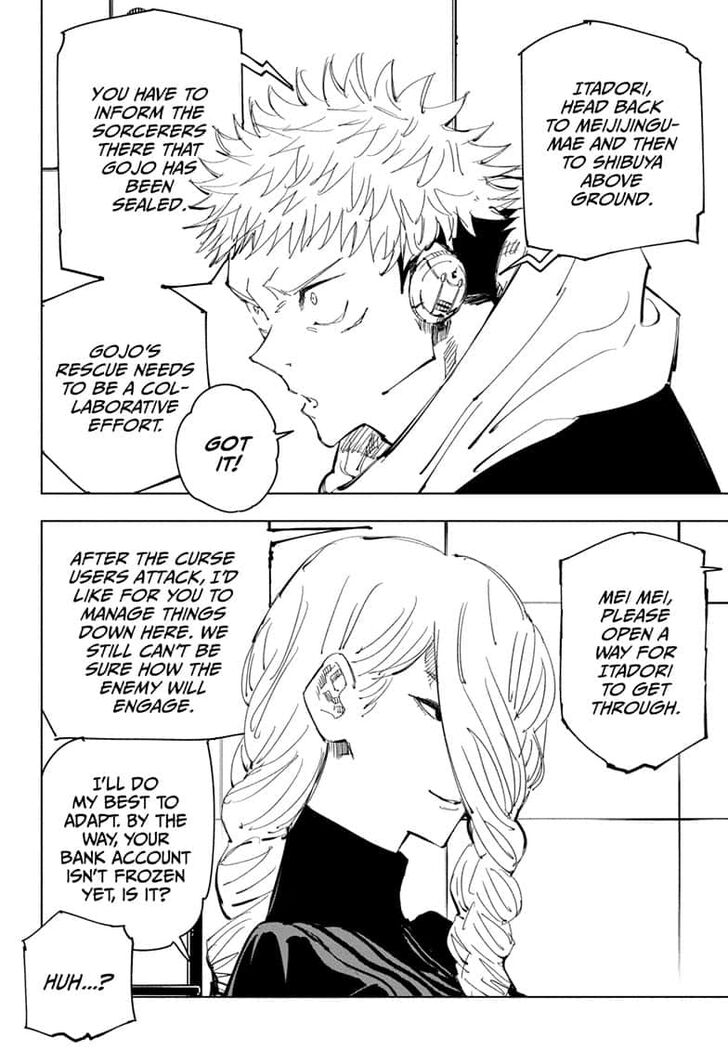 ITADORI,
HEAD BACK
TO MEIJIJINGU-
MAE AND THEN
TO SHIBUYA
ABOVE
GROUND.
YOU HAVE TO
INFORM THE
SORCERERS
THERE THAT
GOJO HAS
BEEN
SEALED.
GOJO'S
RESCUE NEEDS
TO BE A COL-
LABORATIVE
EFFORT.
GOT
IT!
MEI MEI,
PLEASE
OPEN A
WAY FOR
ITADORI
TO GET
THROUGH.
AFTER THE CURSE
USERS ATTACK, I'D
LIKE FOR YOU TO
MANAGE THINGS
DOWN HERE. WE
STILL CAN'T BE
SURE HOW THE
ENEMY WILL
ENGAGE.
I'LL DO
MY BEST TO
ADAPT. BY THE
WAY, YOUR
BANK ACCOUNT
ISN'T FROZEN
YET, IS IT?
HUH...?